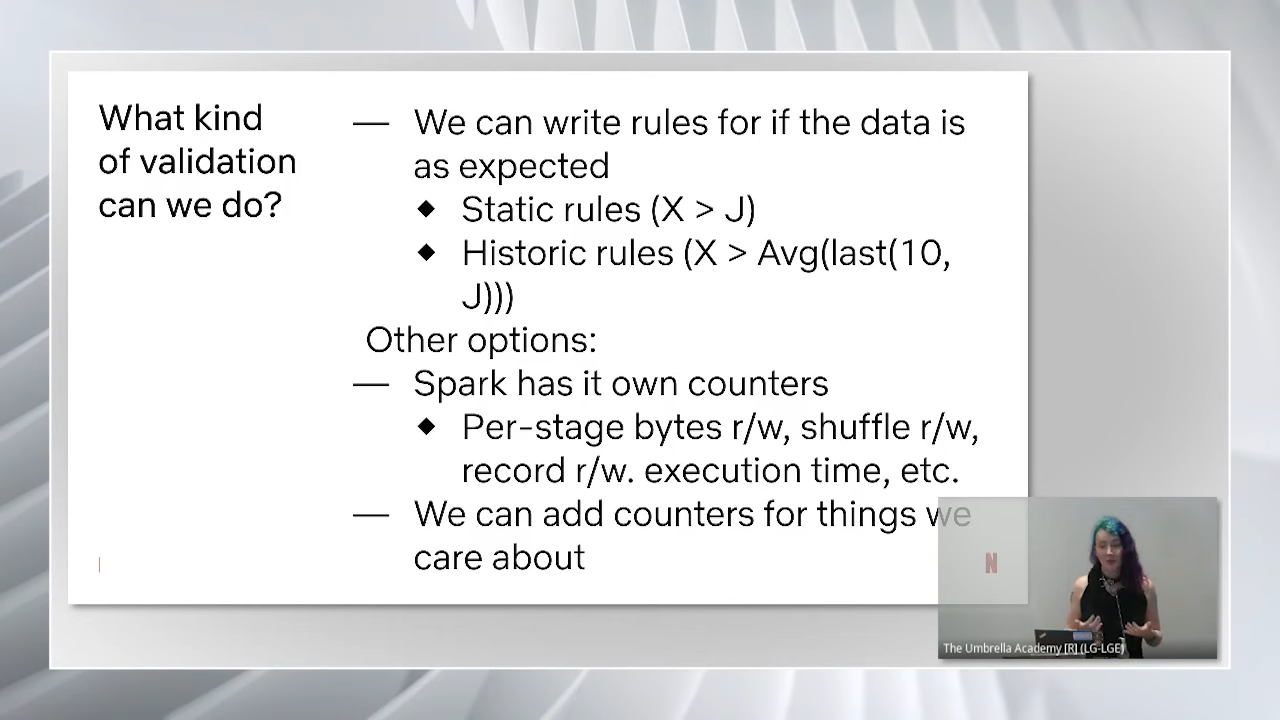 What kind
of validation
can we do?
— We can write rules for if the data is
as expected
◆ Static rules (X > J)
◆ Historic rules (X > Avg(last(10,
J)))
Other options:
— Spark has it own counters
◆ Per-stage bytes r/w, shuffle r/w,
record r/w. execution time, etc.
— We can add counters for things we
care about
N
The Umbrella Academy [R] (LG-LGE)